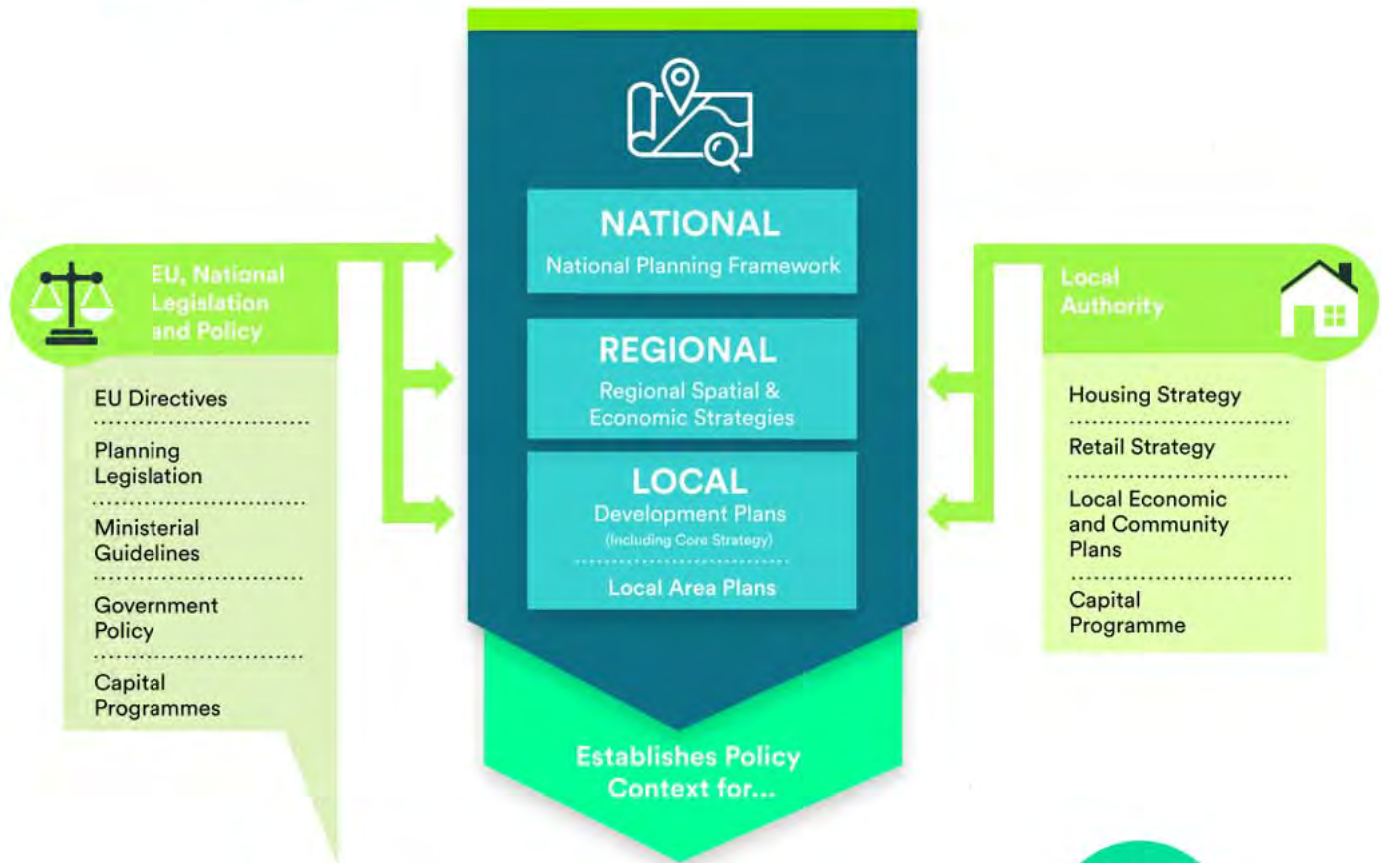 NATIONAL
National Planning Framework
REGIONAL
Regional Spatial &
Economic Strategies
LOCAL
Development Plans
(Including Core Strategy)
Local Area Plans
Establishes Policy
Context for...
EU, National
Legislation
and Policy
EU Directives
Planning
Legislation
Ministerial
Guidelines
Government
Policy
Capital
Programmes
Local
Authority
Housing Strategy
Retail Strategy
Local Economic
and Community
Plans
Capital
Programme